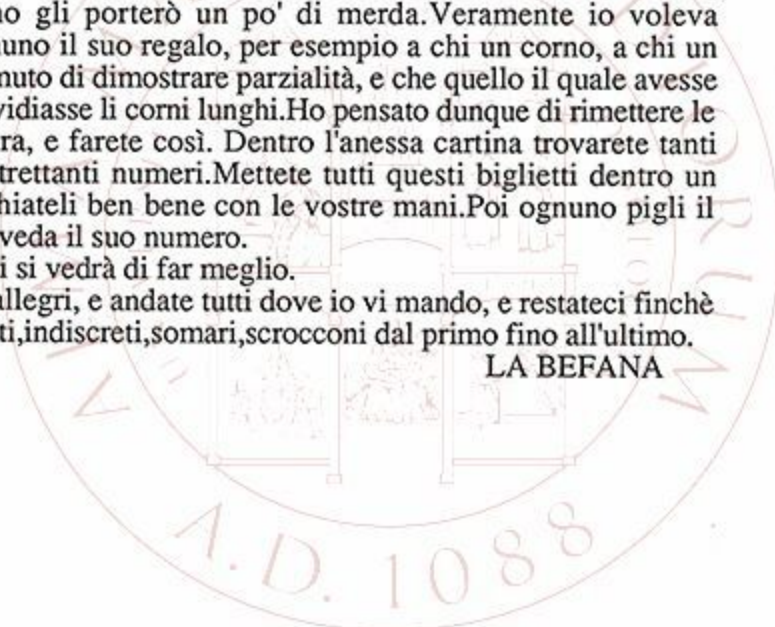 no gli porterò un po' di merda.Veramente io voleva
uno il suo regalo, per esempio a chi un corno, a chi un
nuto di dimostrare parzialità, e che quello il quale avesse
vidiasse li corni lunghi.Ho pensato dunque di rimettere le
ra, e farete così. Dentro l'anessa cartina trovarete tanti
trettanti numeri.Mettete tutti questi biglietti dentro un
hiateli ben bene con le vostre mani.Poi ognuno pigli il
veda il suo numero.
i si vedrà di far meglio.
allegri, e andate tutti dove io vi mando, e restateci finchè
ti,indiscreti,somari,scrocconi dal primo fino all'ultimo.
LA BEFANA
A.D. 1088